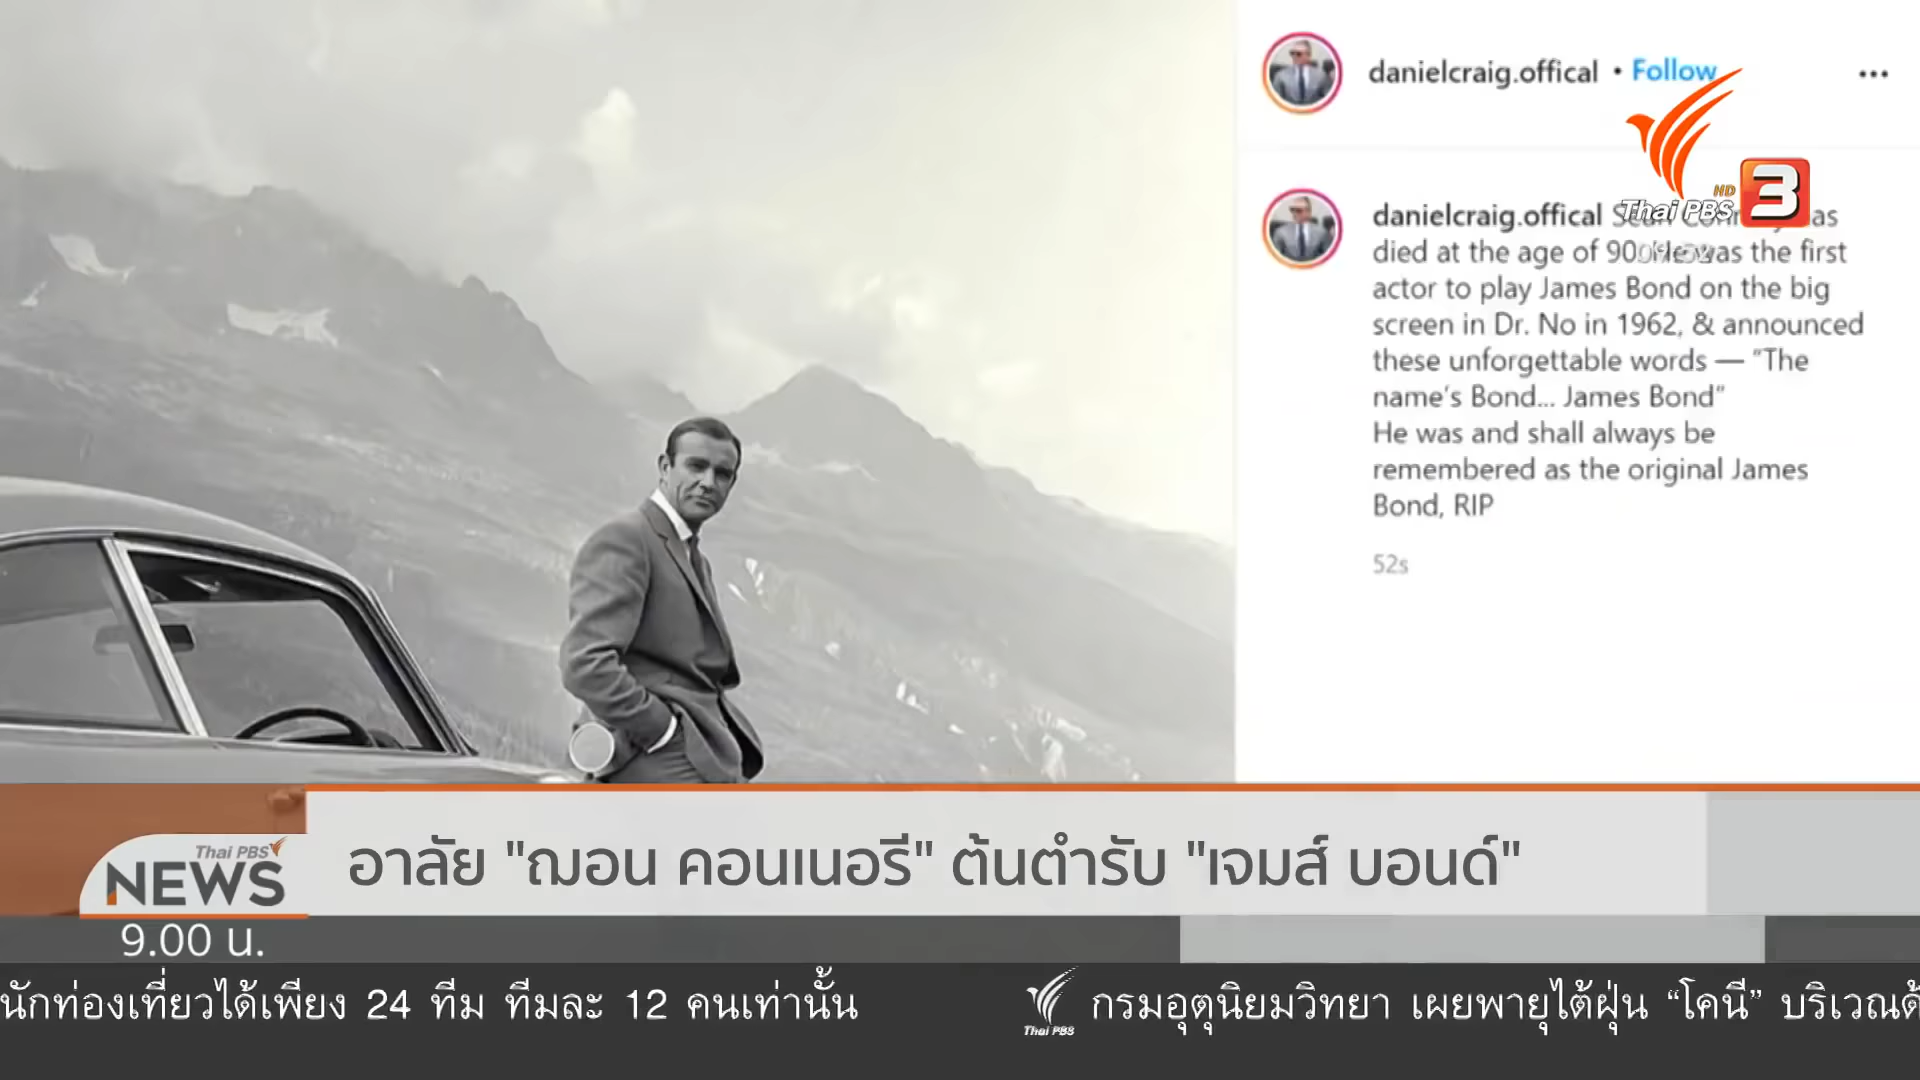 danielcraig.offical • Follow
Thai PBS HD 3
danielcraig.offical Sean as
died at the age of 90. He was the first
actor to play James Bond on the big
screen in Dr. No in 1962, & announced
these unforgettable words — “The
name's Bond... James Bond”
He was and shall always be
remembered as the original James
Bond, RIP
52s
อาลัย "ฌอน คอนเนอรี" ต้นตำรับ "เจมส์ บอนด์"
Thai PBS
NEWS
9.00 น.
นักท่องเที่ยวได้เพียง 24 ทีม ทีมละ 12 คนเท่านั้น Thai PBS กรมอุตุนิยมวิทยา เผยพายุไต้ฝุ่น “โคนี” บริเวณด้